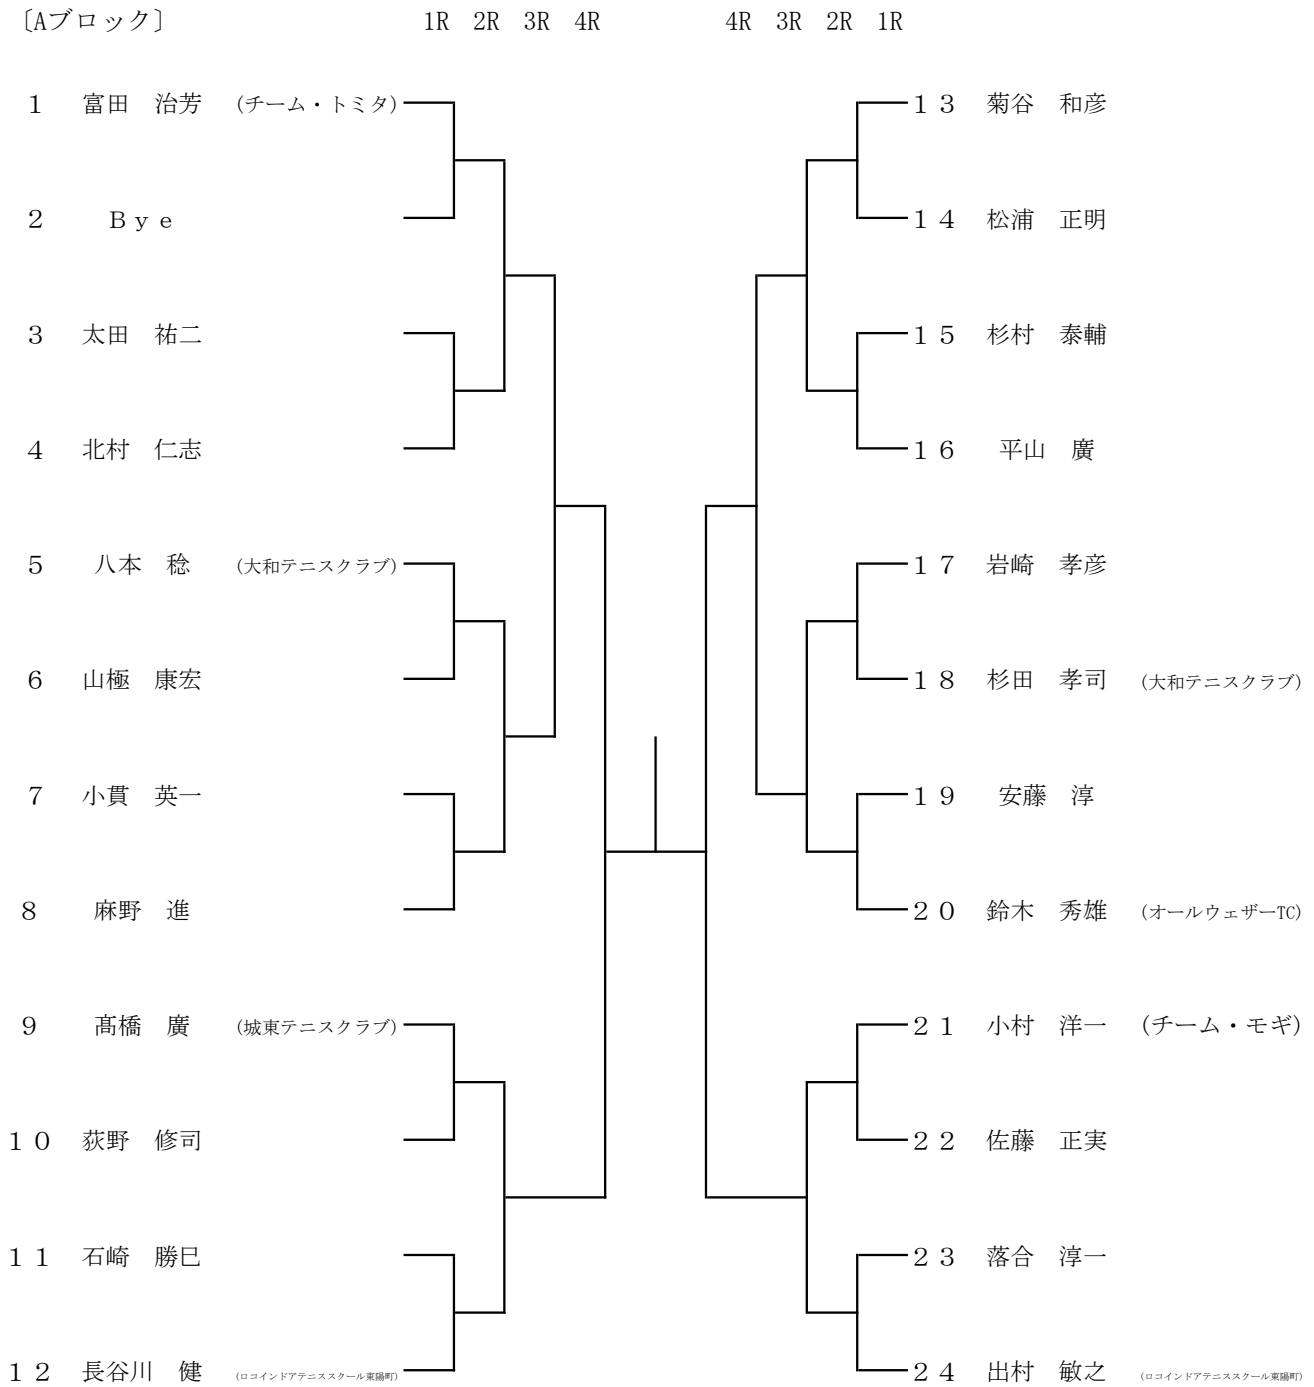 〔Aブロック〕 1R 2R 3R 4R 4R 3R 2R 1R
１ 富田　治芳 (チーム・トミタ) １３ 菊谷　和彦
２ Ｂｙｅ １４ 松浦　正明
３ 太田　祐二 １５ 杉村　泰輔
４ 北村　仁志 １６ 平山　廣
５ 八本　稔 (大和テニスクラブ) １７ 岩崎　孝彦
６ 山極　康宏 １８ 杉田　孝司 (大和テニスクラブ)
７ 小貫　英一 １９ 安藤　淳
８ 麻野　進 ２０ 鈴木　秀雄 (オールウェザーTC)
９ 髙橋　廣 (城東テニスクラブ) ２１ 小村　洋一 (チーム・モギ)
１０ 荻野　修司 ２２ 佐藤　正実
１１ 石崎　勝巳 ２３ 落合　淳一
１２ 長谷川　健 (ロコインドアテニススクール東陽町) ２４ 出村　敏之 (ロコインドアテニススクール東陽町)